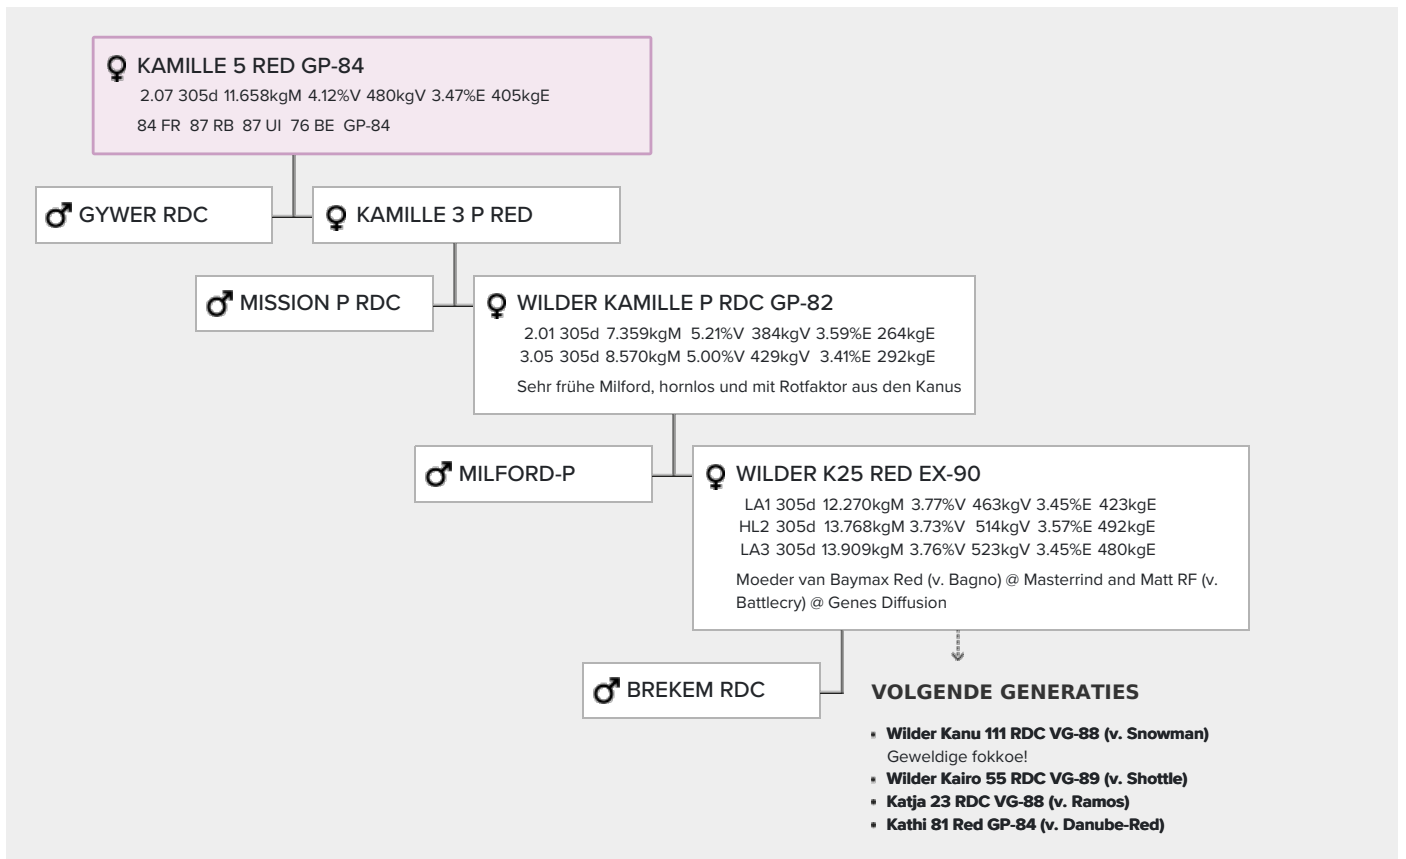 KAMILLE 5 RED GP-84
2.07 305d 11.658kgM 4.12%V 480kgV 3.47%E 405kgE
84 FR 87 RB 87 UI 76 BE GP-84
GYWER RDC
KAMILLE 3 P RED
MISSION P RDC
WILDER KAMILLE P RDC GP-82
2.01 305d 7.359kgM 5.21%V 384kgV 3.59%E 264kgE
3.05 305d 8.570kgM 5.00%V 429kgV 3.41%E 292kgE
Sehr frühe Milford, hornlos und mit Rotfaktor aus den Kanus
MILFORD-P
WILDER K25 RED EX-90
LA1 305d 12.270kgM 3.77%V 463kgV 3.45%E 423kgE
HL2 305d 13.768kgM 3.73%V 514kgV 3.57%E 492kgE
LA3 305d 13.909kgM 3.76%V 523kgV 3.45%E 480kgE
Moeder van Baymax Red (v. Bagno) @ Masterrind and Matt RF (v.
Battlecry) @ Genes Diffusion
BREKEM RDC
VOLGENDE GENERATIES
• Wilder Kanu 111 RDC VG-88 (v. Snowman)
Geweldige fokkoe!
• Wilder Kairo 55 RDC VG-89 (v. Shottle)
• Katja 23 RDC VG-88 (v. Ramos)
• Kathi 81 Red GP-84 (v. Danube-Red)